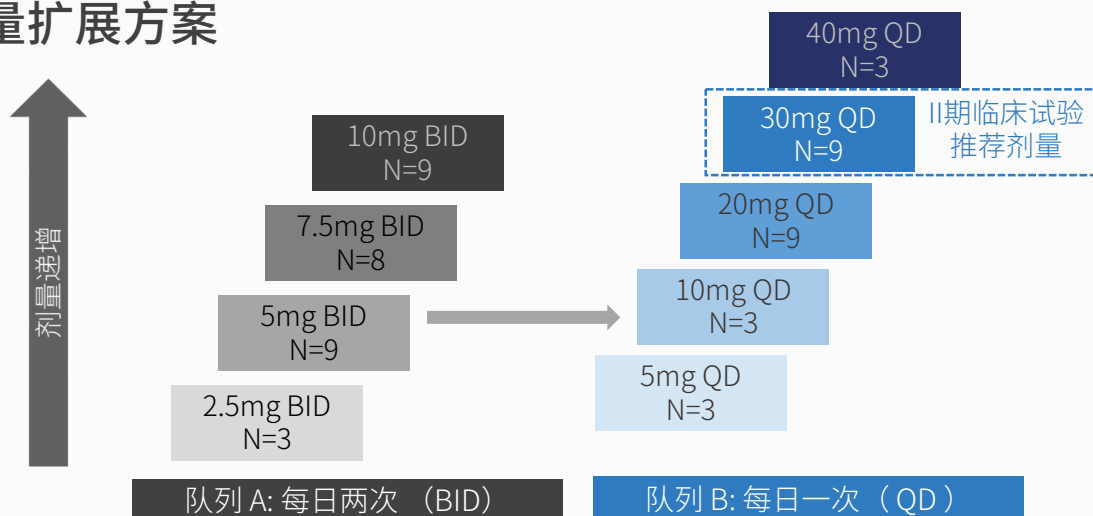 量扩展方案
剂量递增
10mg BID
N=9
7.5mg BID
N=8
5mg BID
N=9
2.5mg BID
N=3
队列 A: 每日两次 （BID）
40mg QD
N=3
30mg QD
N=9
II期临床试验
推荐剂量
20mg QD
N=9
10mg QD
N=3
5mg QD
N=3
队列 B: 每日一次 （ QD ）